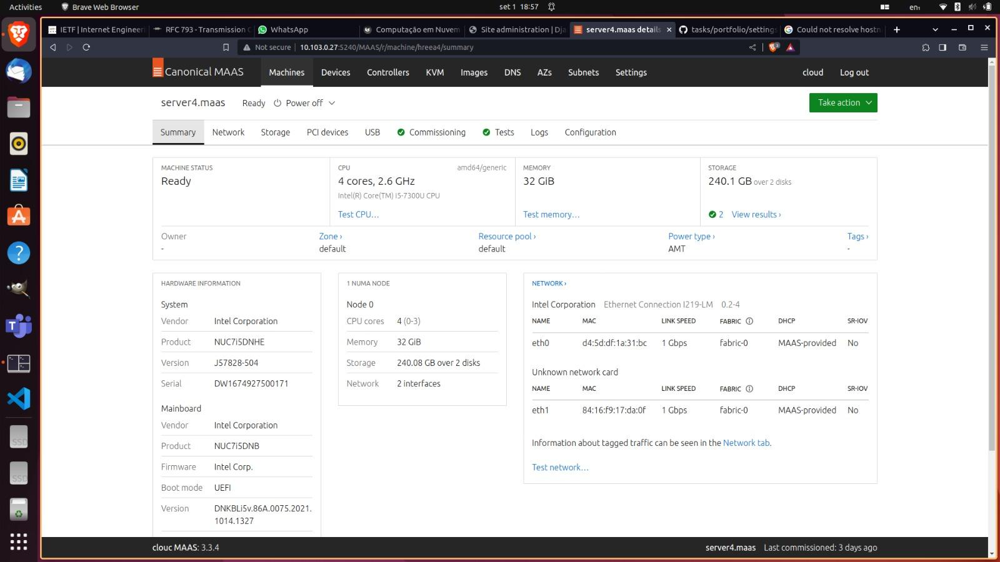 Activities Brave Web Browser set 1 18:57 en₁
IETF | Internet Engineeri RFC 793 - Transmission C WhatsApp Computação em Nuvem Site administration | Dja server4.maas details tasks/portfolio/settings Could not resolve hostn
Not secure 10.103.0.27:5240/MAAS/r/machine/hreea4/summary
Canonical MAAS Machines Devices Controllers KVM Images DNS AZs Subnets Settings cloud Log out
server4.maas Ready Power off Take action
Summary Network Storage PCI devices USB Commissioning Tests Logs Configuration
MACHINE STATUS
Ready
CPU amd64/generic
4 cores, 2.6 GHz
Intel(R) Core(TM) i5-7300U CPU
Test CPU…
MEMORY
32 GiB
Test memory…
STORAGE
240.1 GB over 2 disks
2 View results ›
Owner
-
Zone ›
default
Resource pool ›
default
Power type ›
AMT
Tags ›
-
HARDWARE INFORMATION
System
Vendor Intel Corporation
Product NUC7i5DNHE
Version J57828-504
Serial DW1674927500171
Mainboard
Vendor Intel Corporation
Product NUC7i5DNB
Firmware Intel Corp.
Boot mode UEFI
Version DNKBLi5v.86A.0075.2021.
1014.1327
1 NUMA NODE
Node 0
CPU cores 4 (0-3)
Memory 32 GiB
Storage 240.08 GB over 2 disks
Network 2 interfaces
NETWORK ›
Intel Corporation Ethernet Connection I219-LM 0.2-4
NAME MAC LINK SPEED FABRIC DHCP SR-IOV
eth0 d4:5d:df:1a:31:bc 1 Gbps fabric-0 MAAS-provided No
Unknown network card
NAME MAC LINK SPEED FABRIC DHCP SR-IOV
eth1 84:16:f9:17:da:0f 1 Gbps fabric-0 MAAS-provided No
Information about tagged traffic can be seen in the Network tab.
Test network…
clouc MAAS: 3.3.4 server4.maas Last commissioned: 3 days ago